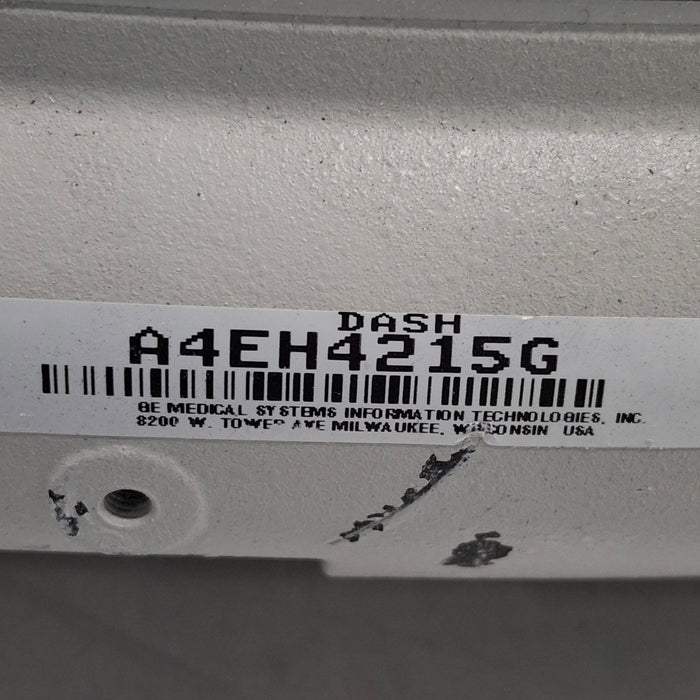 DASH
A4EH4215G
GE MEDICAL SYSTEMS INFORMATION TECHNOLOGIES, INC.
8200 W. TOWER AVE MILWAUKEE, WISCONSIN USA